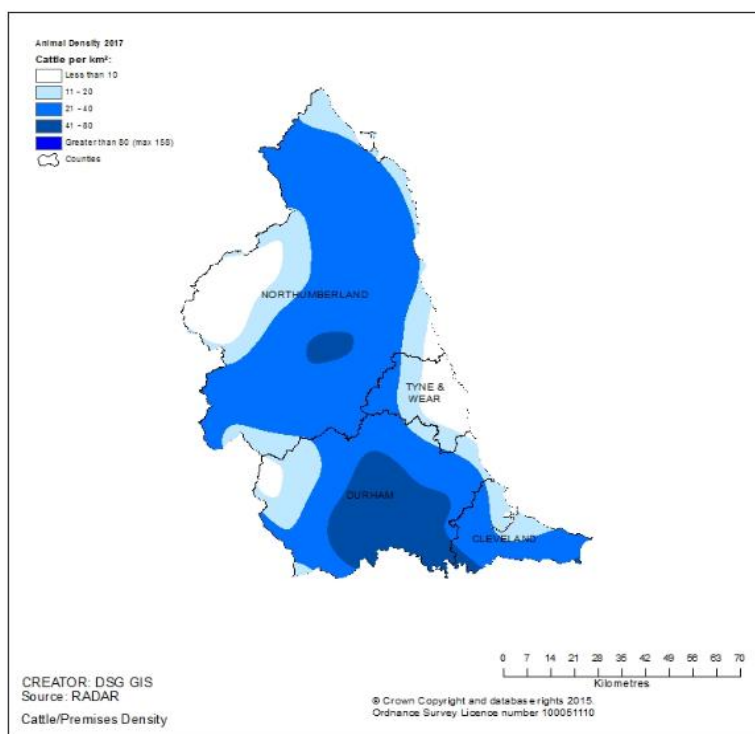 Animal Density 2017
Cattle per km²:
Less than 10
11 - 20
21 - 40
41 - 80
Greater than 80 (max 158)
Counties
NORTHUMBERLAND
TYNE &
WEAR
DURHAM
CLEVELAND
0 7 14 21 28 35 42 49 56 63 70
Kilometres
CREATOR: DSG GIS
Source: RADAR
Cattle/Premises Density
© Crown Copyright and database rights 2015.
Ordnance Survey Licence number 100051110